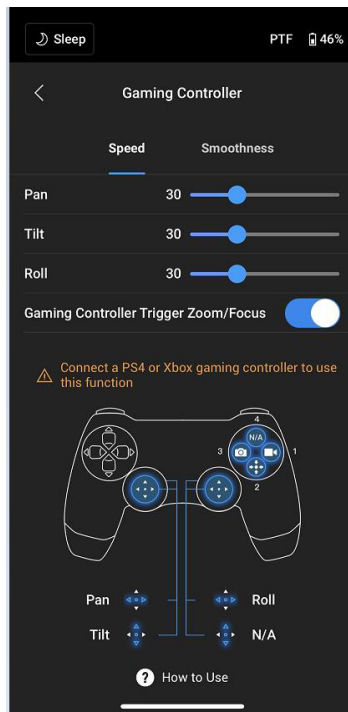 Sleep PTF 46%
Gaming Controller
Speed Smoothness
Pan 30
Tilt 30
Roll 30
Gaming Controller Trigger Zoom/Focus
Connect a PS4 or Xbox gaming controller to use
this function
4
N/A
3 1
2
Pan Roll
Tilt N/A
? How to Use